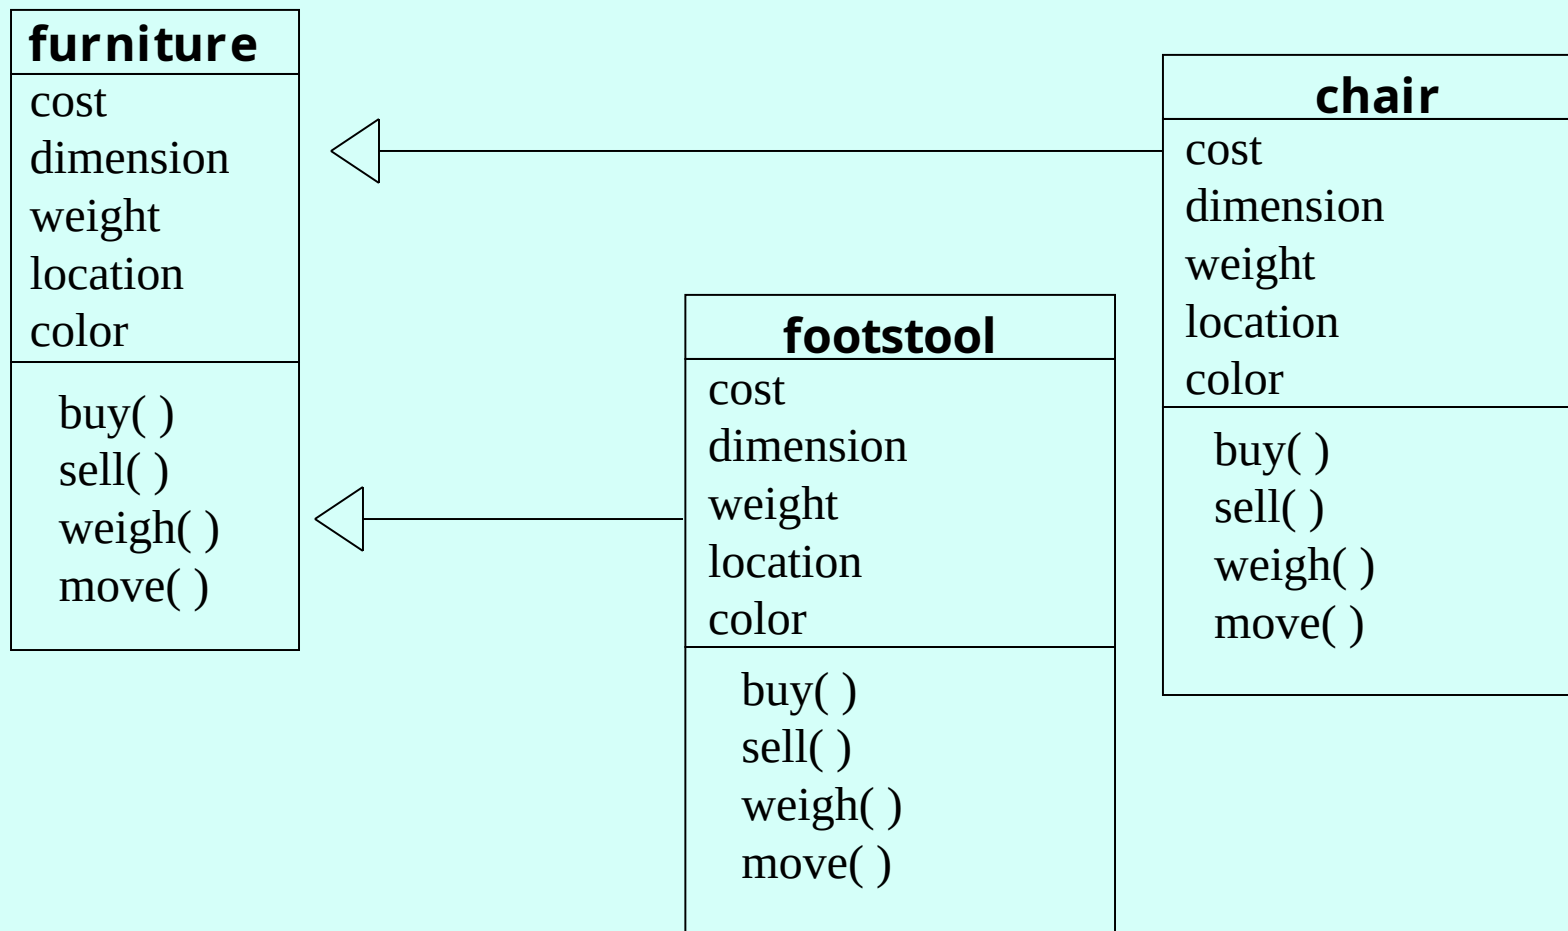 furniture
cost
dimension
weight
location
color
buy( )
sell( )
weigh( )
move( )
footstool
cost
dimension
weight
location
color
buy( )
sell( )
weigh( )
move( )
chair
cost
dimension
weight
location
color
buy( )
sell( )
weigh( )
move( )